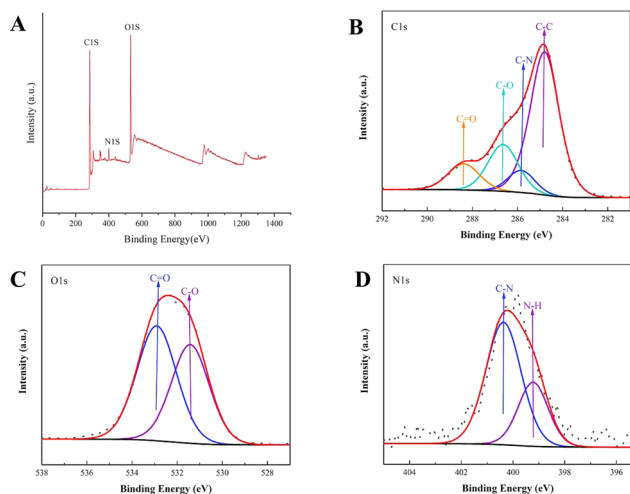 A
C1S
O1S
N1S
Intensity (a.u.)
0 200 400 600 800 1000 1200 1400
Binding Energy(eV)
B
C1s
C-C
C-N
C-O
C=O
Intensity (a.u.)
292 290 288 286 284 282
Binding Energy (eV)
C
O1s
C=O
C-O
Intensity (a.u.)
538 536 534 532 530 528
Binding Energy (eV)
D
N1s
C-N
N-H
Intensity (a.u.)
404 402 400 398 396
Binding Energy (eV)